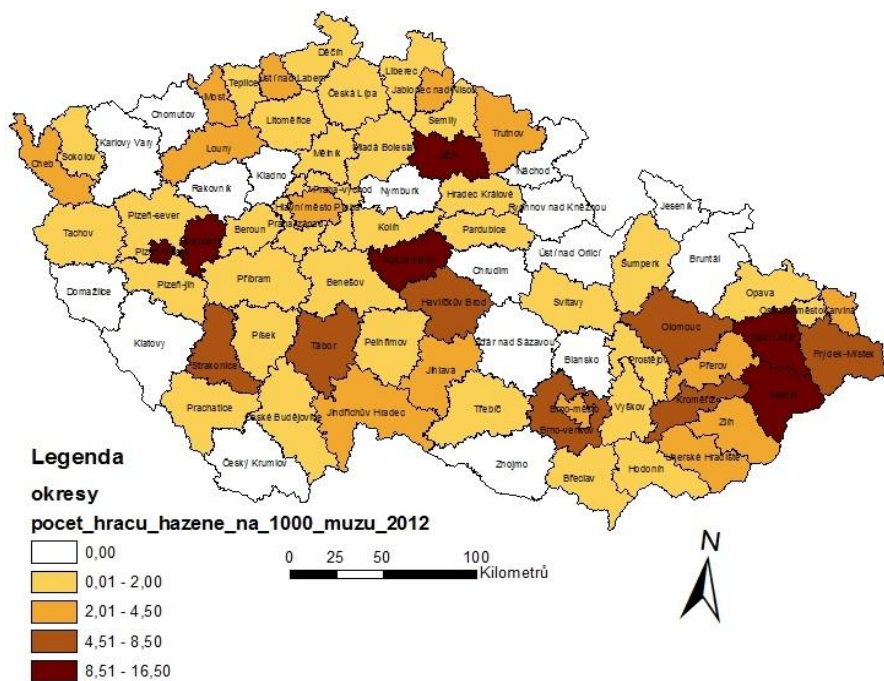 Děčín
Liberec
Teplice
Ústí nad Labem
Most
Česká Lípa
Jablonec nad Nisou
Chomutov
Litoměřice
Semily
Trutnov
Karlovy Vary
Louny
Mělník
Mladá Boleslav
Jičín
Cheb
Sokolov
Náchod
Rakovník
Kladno
Praha-východ
Nymburk
Hradec Králové
Rychnov nad Kněžnou
Jeseník
Hlavní město Praha
Plzeň-sever
Beroun
Kolín
Pardubice
Tachov
Bruntál
Ústí nad Orlicí
Šumperk
Chrudim
Příbram
Benešov
Plzeň-jih
Opava
Domažlice
Havlíčkův Brod
Svitavy
Karviná
Olomouc
Klatovy
Písek
Tábor
Pelhřimov
Žďár nad Sázavou
Blansko
Prostějov
Přerov
Frýdek-Místek
Strakonice
Jihlava
Kroměříž
Prachatice
České Budějovice
Jindřichův Hradec
Třebíč
Brno-město
Vyškov
Zlín
Brno-venkov
Uherské Hradiště
Český Krumlov
Znojmo
Hodonín
Břeclav
Legenda
okresy
pocet_hracu_hazene_na_1000_muzu_2012
0,00
0,01 - 2,00
2,01 - 4,50
4,51 - 8,50
8,51 - 16,50
0 25 50 100
Kilometrů
N